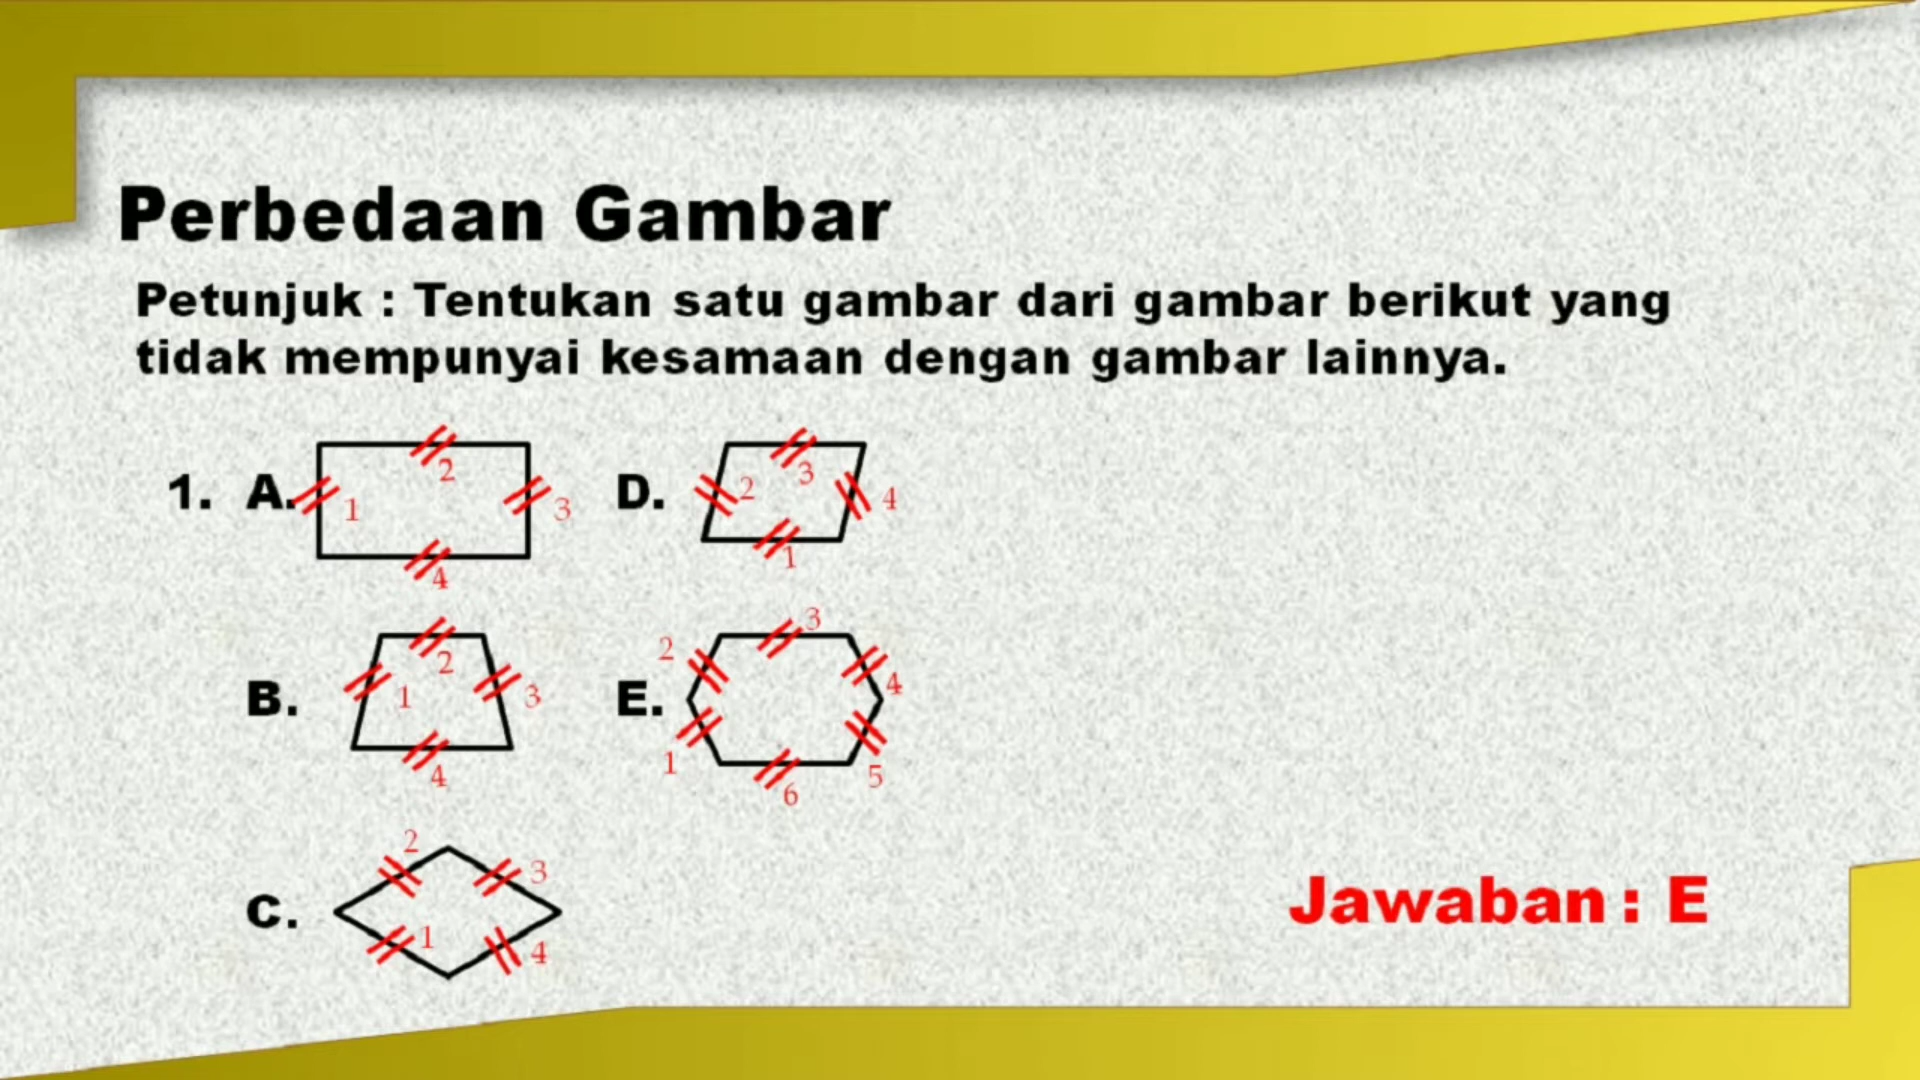 Perbedaan Gambar
Petunjuk : Tentukan satu gambar dari gambar berikut yang
tidak mempunyai kesamaan dengan gambar lainnya.
1. A. 1 2 3 4
D. 2 3 4 1
B. 1 2 3 4
E. 2 3 4 1 6 5
C. 2 3 1 4
Jawaban : E